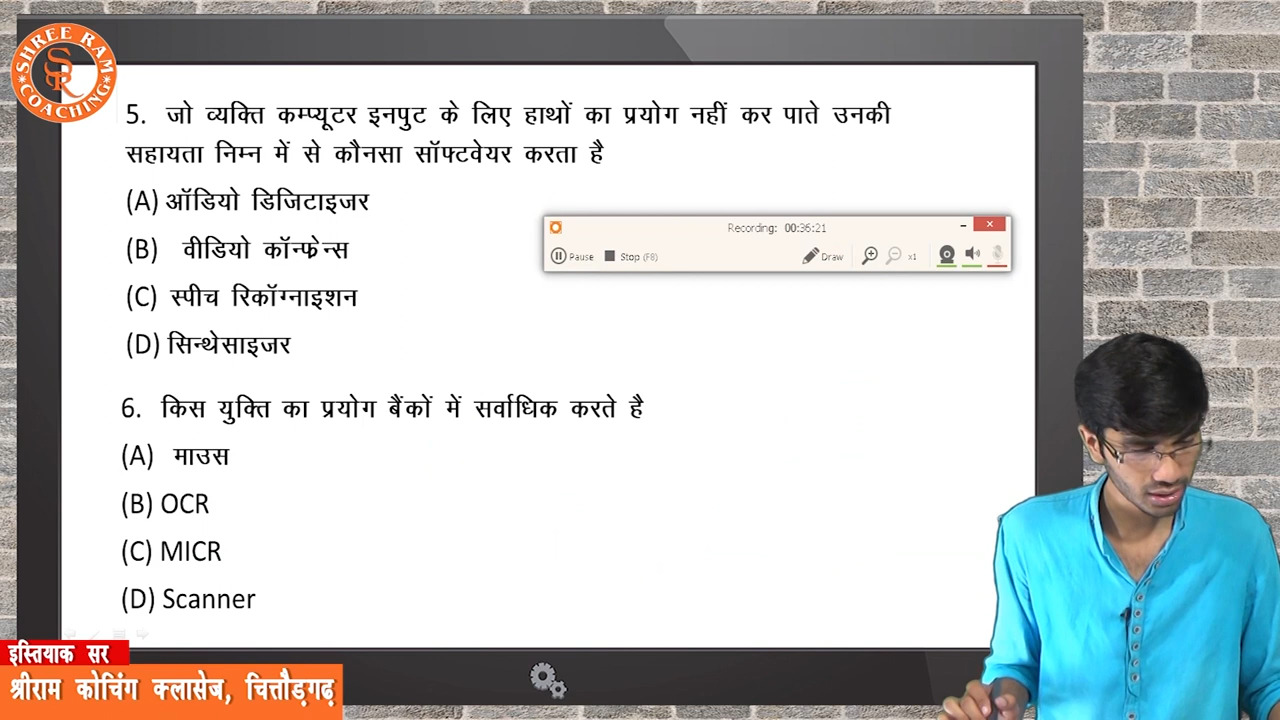 SHREE RAM
SR
COACHING
5. जो व्यक्ति कम्प्यूटर इनपुट के लिए हाथों का प्रयोग नहीं कर पाते उनकी
सहायता निम्न में से कौनसा सॉफ्टवेयर करता है
(A) ऑडियो डिजिटाइजर
(B) वीडियो कॉन्फ्रेन्स
(C) स्पीच रिकॉग्नाइशन
(D) सिन्थेसाइजर
Recording: 00:36:21
Pause
Stop (F8)
Draw
x1
6. किस युक्ति का प्रयोग बैंकों में सर्वाधिक करते है
(A) माउस
(B) OCR
(C) MICR
(D) Scanner
इस्तियाक सर
श्रीराम कोचिंग क्लासेज, चित्तौड़गढ़